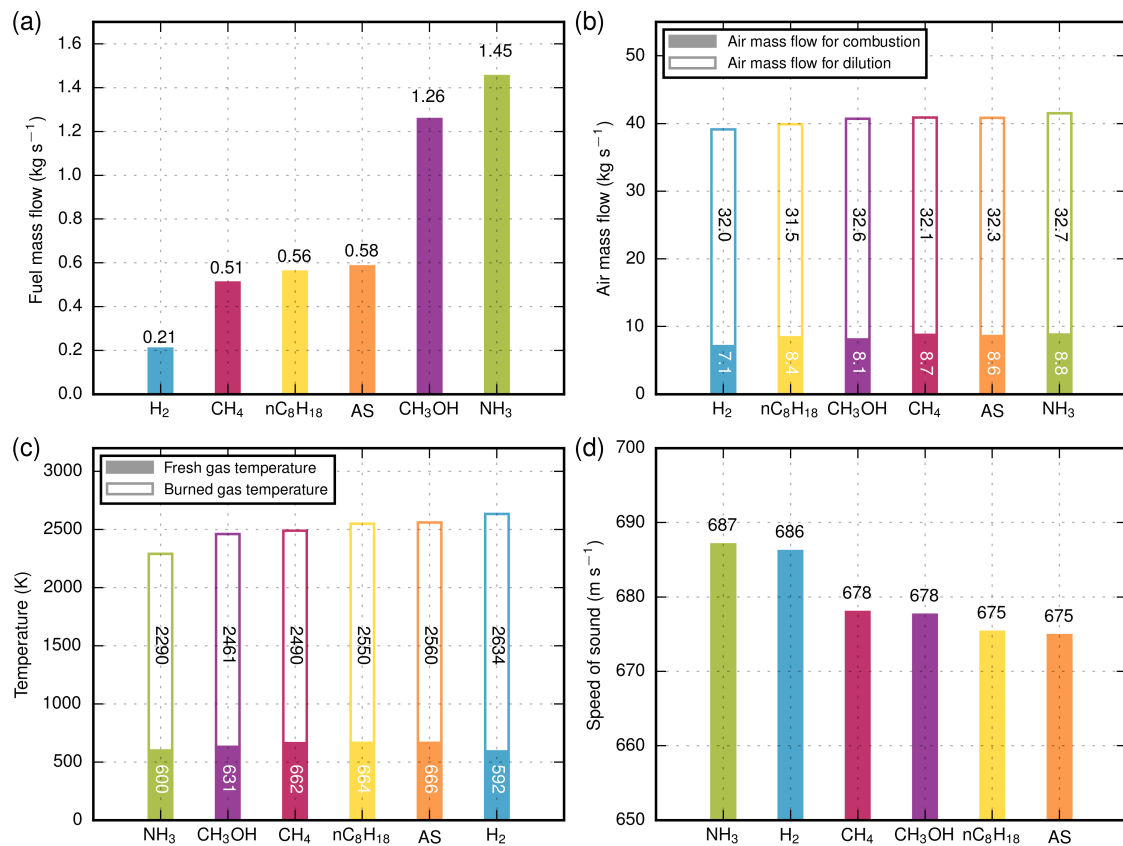 (a)
Fuel mass flow (kg s⁻¹)
1.6
1.4
1.2
1.0
0.8
0.6
0.4
0.2
0.0
0.21
0.51
0.56
0.58
1.26
1.45
H₂
CH₄
nC₈H₁₈
AS
CH₃OH
NH₃
(b)
Air mass flow for combustion
Air mass flow for dilution
Air mass flow (kg s⁻¹)
50
40
30
20
10
0
32.0
31.5
32.6
32.1
32.3
32.7
7.1
8.4
8.1
8.7
8.6
8.8
H₂
nC₈H₁₈
CH₃OH
CH₄
AS
NH₃
(c)
Fresh gas temperature
Burned gas temperature
Temperature (K)
3000
2500
2000
1500
1000
500
0
2290
2461
2490
2550
2560
2634
600
631
662
664
666
592
NH₃
CH₃OH
CH₄
nC₈H₁₈
AS
H₂
(d)
Speed of sound (m s⁻¹)
700
690
680
670
660
650
687
686
678
678
675
675
NH₃
H₂
CH₄
CH₃OH
nC₈H₁₈
AS